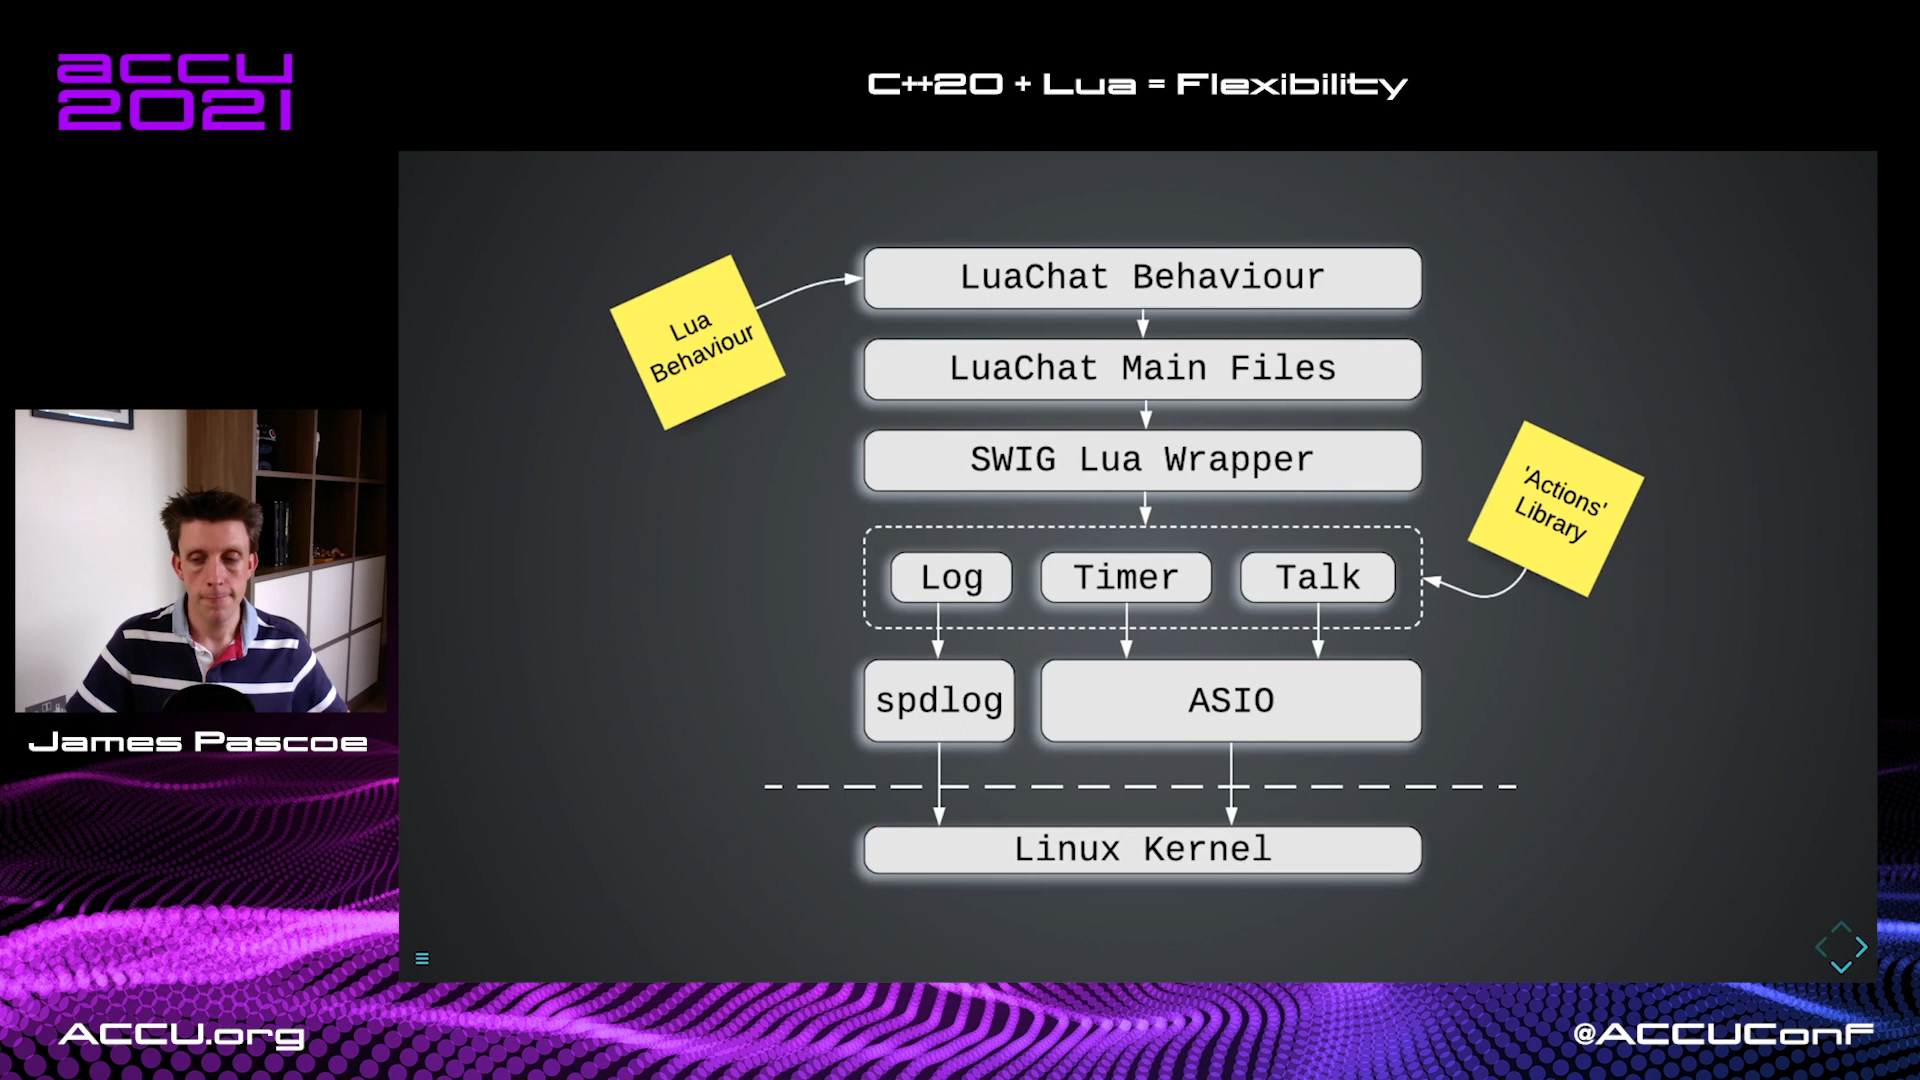 accu
2021
C++20 + Lua = Flexibility
LuaChat Behaviour
Lua
Behaviour
LuaChat Main Files
SWIG Lua Wrapper
'Actions'
Library
Log
Timer
Talk
spdlog
ASIO
Linux Kernel
James Pascoe
ACCU.org
@ACCUConf